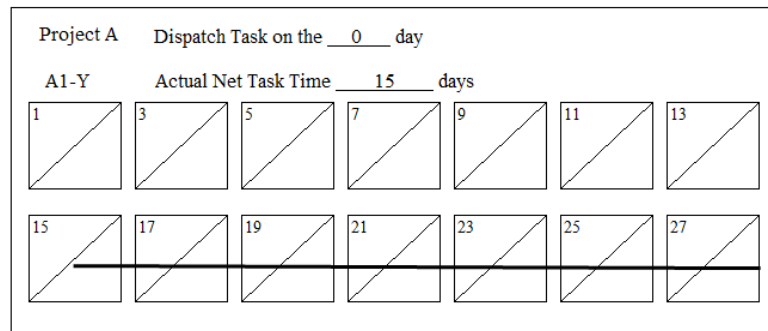 Project A Dispatch Task on the 0 day
A1-Y Actual Net Task Time 15 days
1 3 5 7 9 11 13
15 17 19 21 23 25 27